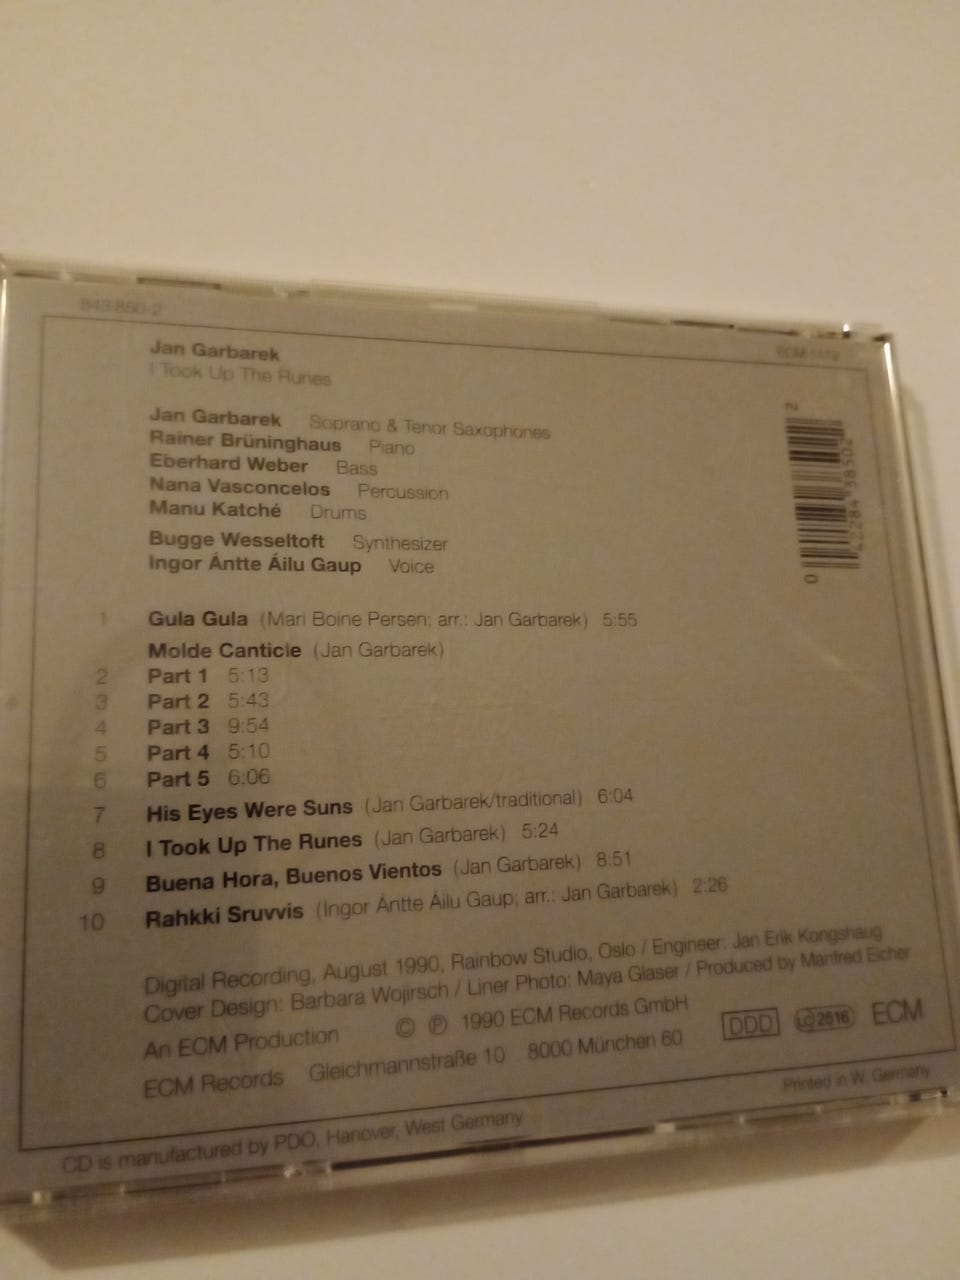 843 850-2
ECM 1419
Jan Garbarek
I Took Up The Runes
Jan Garbarek Soprano & Tenor Saxophones
Rainer Brüninghaus Piano
Eberhard Weber Bass
Nana Vasconcelos Percussion
Manu Katché Drums
Bugge Wesseltoft Synthesizer
Ingor Ántte Áilu Gaup Voice
1 Gula Gula (Mari Boine Persen; arr.: Jan Garbarek) 5:55
Molde Canticle (Jan Garbarek)
2 Part 1 5:13
3 Part 2 5:43
4 Part 3 9:54
5 Part 4 5:10
6 Part 5 6:06
7 His Eyes Were Suns (Jan Garbarek/traditional) 6:04
8 I Took Up The Runes (Jan Garbarek) 5:24
9 Buena Hora, Buenos Vientos (Jan Garbarek) 8:51
10 Rahkki Sruvvis (Ingor Ántte Áilu Gaup; arr.: Jan Garbarek) 2:26
Digital Recording, August 1990, Rainbow Studio, Oslo / Engineer: Jan Erik Kongshaug
Cover Design: Barbara Wojirsch / Liner Photo: Maya Glaser / Produced by Manfred Eicher
An ECM Production © ℗ 1990 ECM Records GmbH
ECM Records Gleichmannstraße 10 8000 München 60
DDD LC 2516 ECM
CD is manufactured by PDO, Hanover, West Germany
Printed in W. Germany
0 42284 38502 2